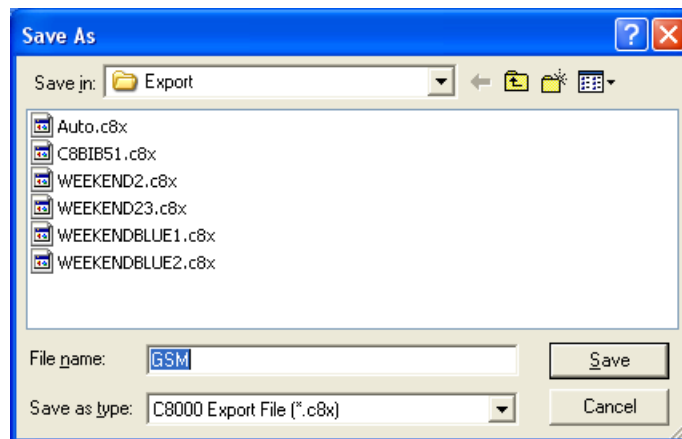 Save As
Save in: Export
Auto.c8x
C8BIB51.c8x
WEEKEND2.c8x
WEEKEND23.c8x
WEEKENDBLUE1.c8x
WEEKENDBLUE2.c8x
File name: GSM Save
Save as type: C8000 Export File (*.c8x) Cancel